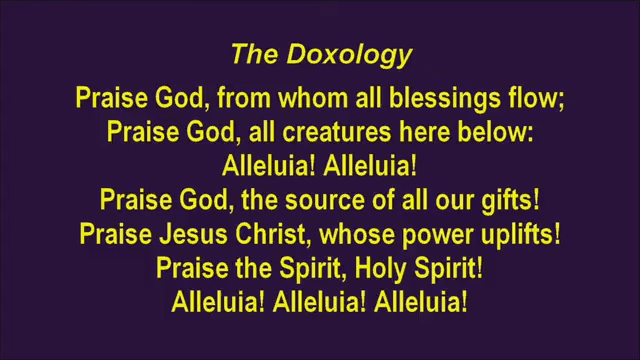 The Doxology
Praise God, from whom all blessings flow;
Praise God, all creatures here below:
Alleluia! Alleluia!
Praise God, the source of all our gifts!
Praise Jesus Christ, whose power uplifts!
Praise the Spirit, Holy Spirit!
Alleluia! Alleluia! Alleluia!